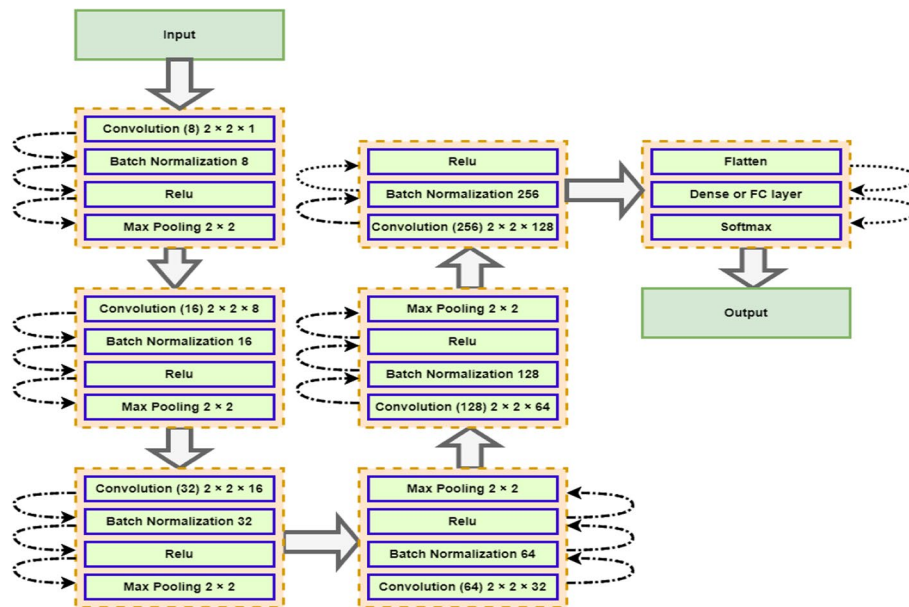 Input
Convolution (8) 2 × 2 × 1
Batch Normalization 8
Relu
Max Pooling 2 × 2
Convolution (16) 2 × 2 × 8
Batch Normalization 16
Relu
Max Pooling 2 × 2
Convolution (32) 2 × 2 × 16
Batch Normalization 32
Relu
Max Pooling 2 × 2
Max Pooling 2 × 2
Relu
Batch Normalization 64
Convolution (64) 2 × 2 × 32
Max Pooling 2 × 2
Relu
Batch Normalization 128
Convolution (128) 2 × 2 × 64
Relu
Batch Normalization 256
Convolution (256) 2 × 2 × 128
Flatten
Dense or FC layer
Softmax
Output